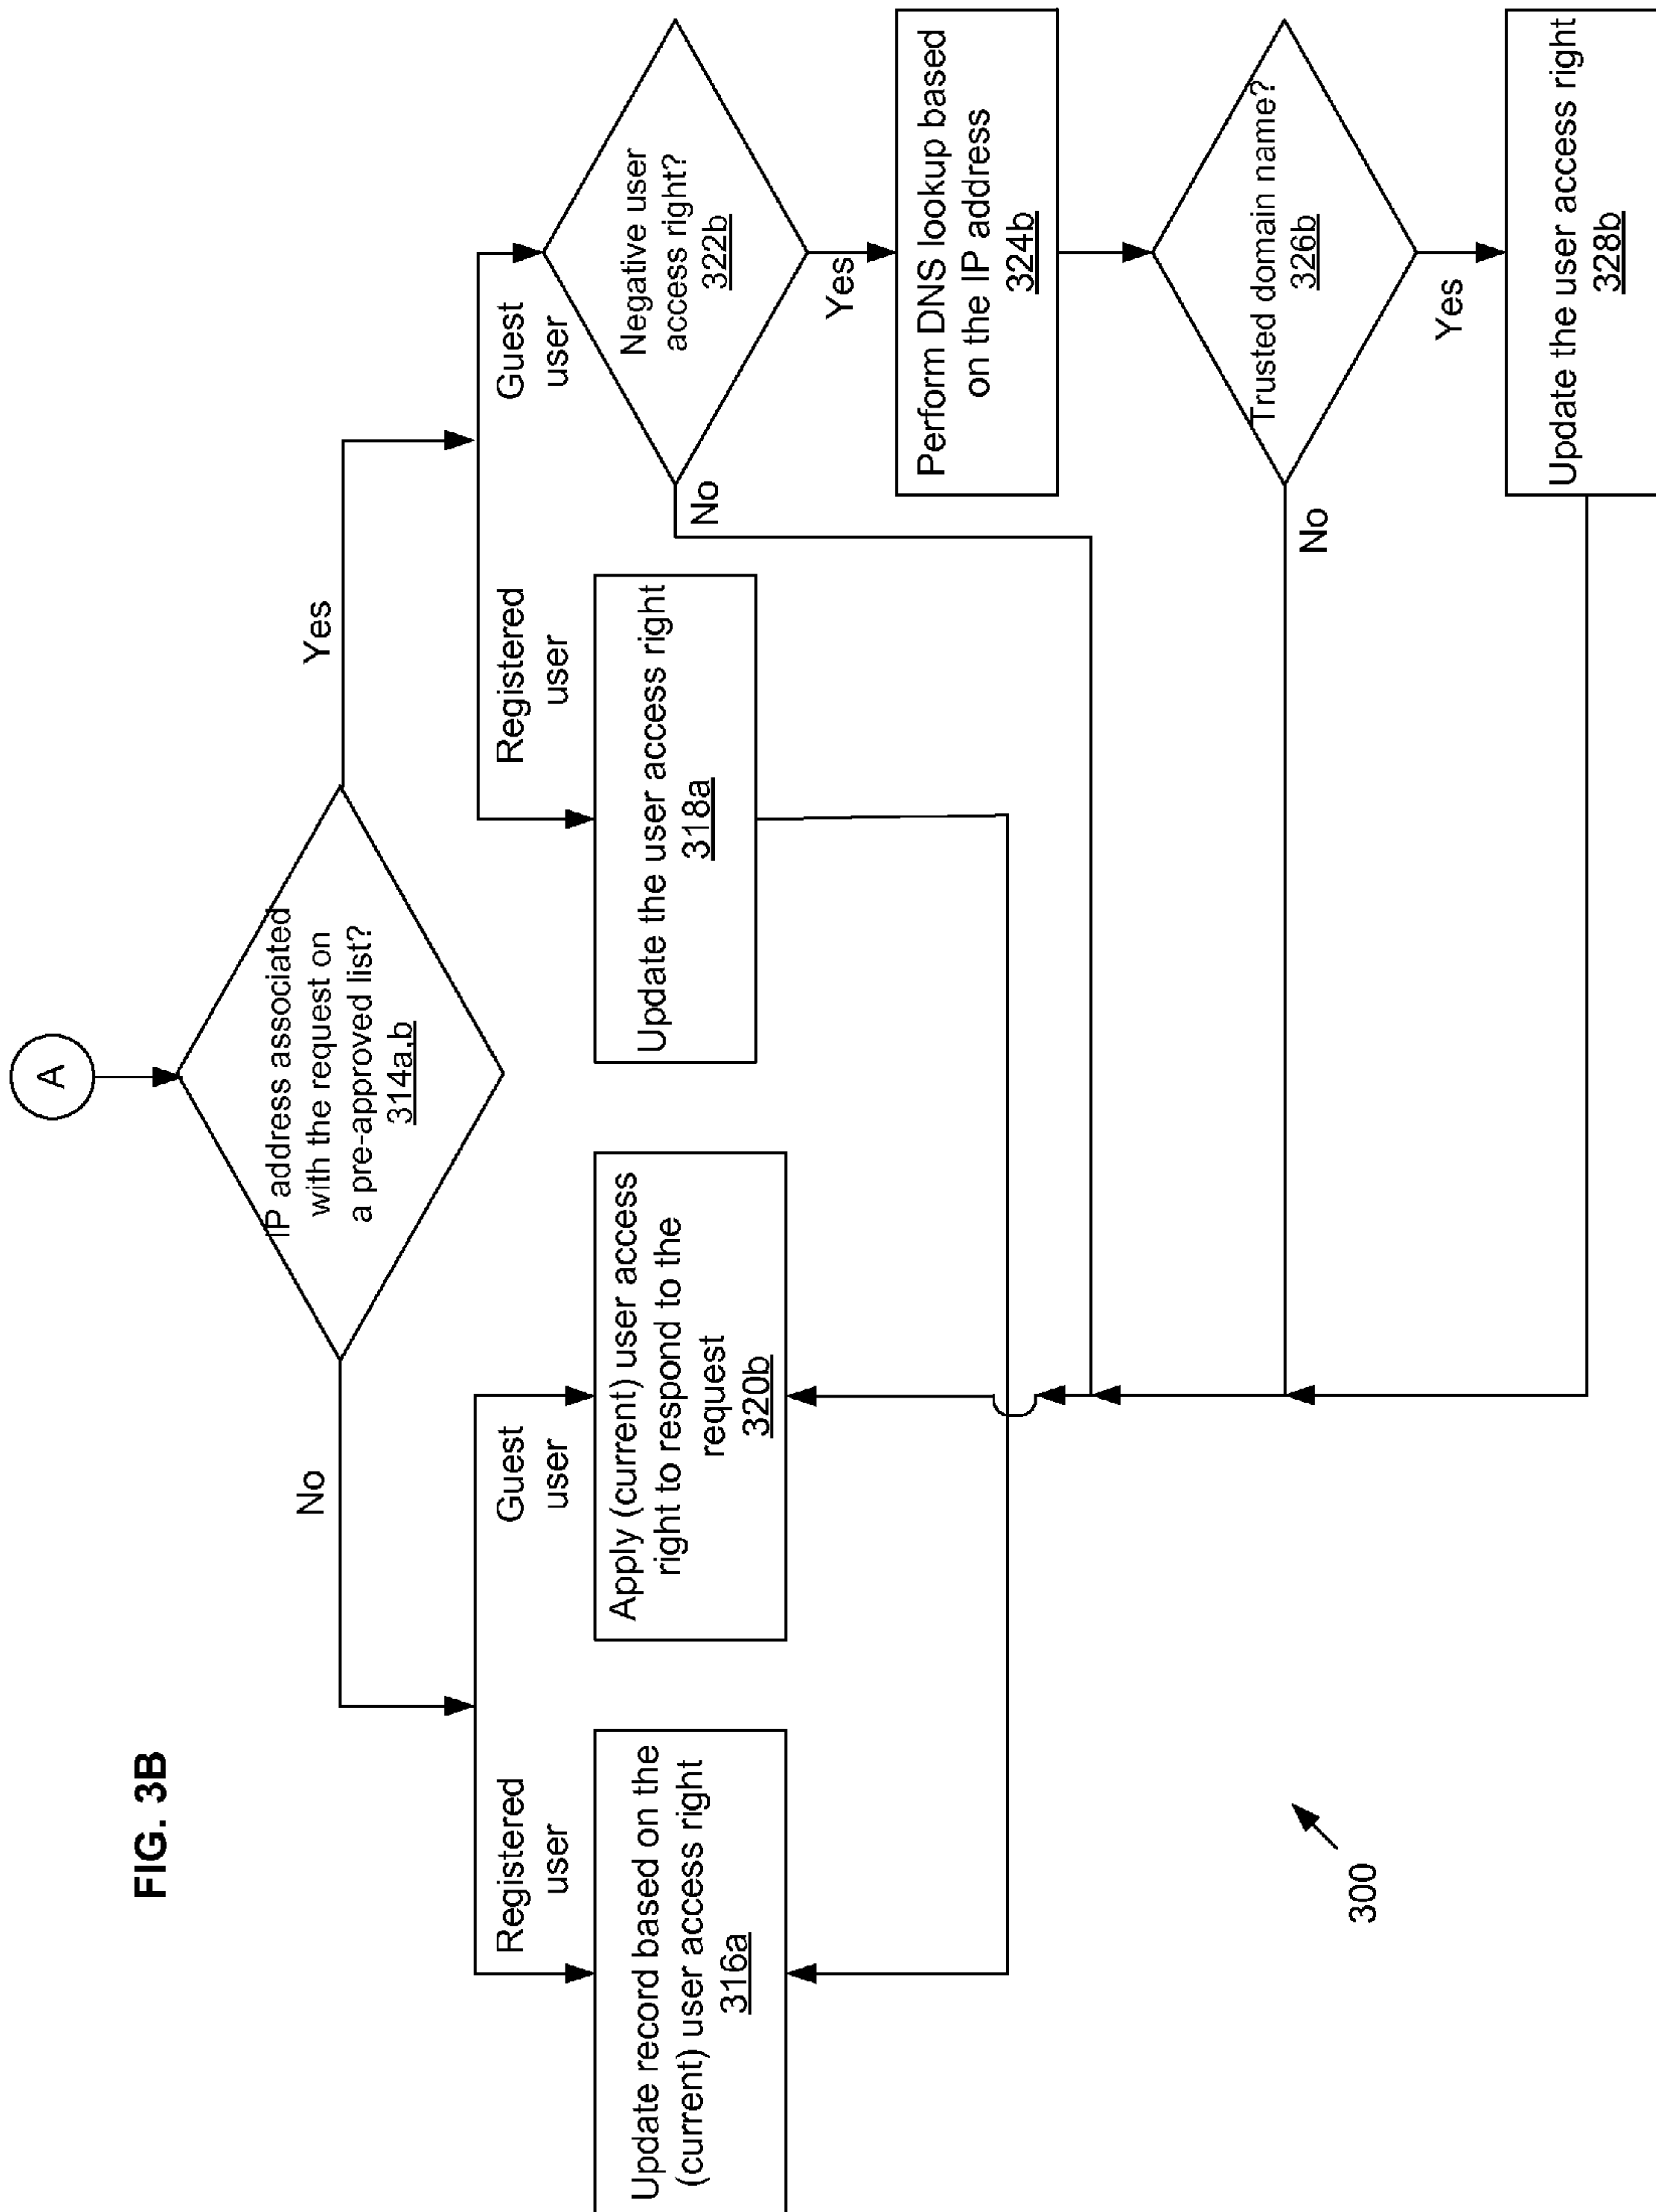 FIG. 3B
A
IP address associated
with the request on
a pre-approved list?
314a,b
No
Yes
Registered
user
Guest
user
Registered
user
Guest
user
Update record based on the
(current) user access right
316a
Apply (current) user access
right to respond to the
request
320b
Update the user access right
318a
Negative user
access right?
322b
No
Yes
Perform DNS lookup based
on the IP address
324b
Trusted domain name?
326b
No
Yes
Update the user access right
328b
300